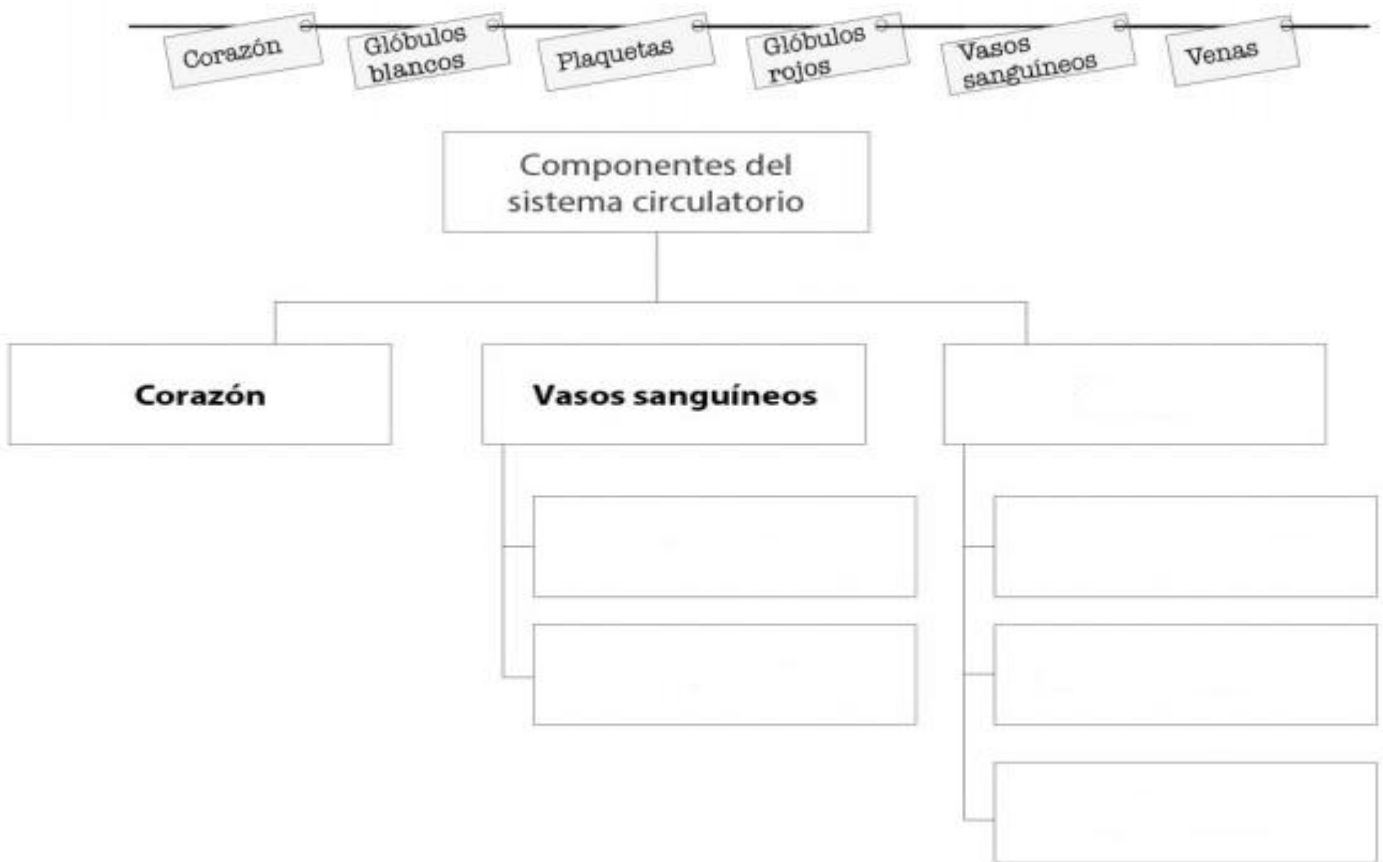 Corazón
Glóbulos
blancos
Plaquetas
Glóbulos
rojos
Vasos
sanguíneos
Venas
Componentes del
sistema circulatorio
Corazón
Vasos sanguíneos